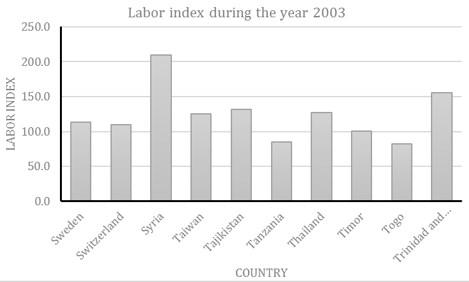 Labor index during the year 2003
LABOR INDEX
250.0
200.0
150.0
100.0
50.0
0.0
Sweden
Switzerland
Syria
Taiwan
Tajikistan
Tanzania
Thailand
Timor
Togo
Trinidad and...
COUNTRY